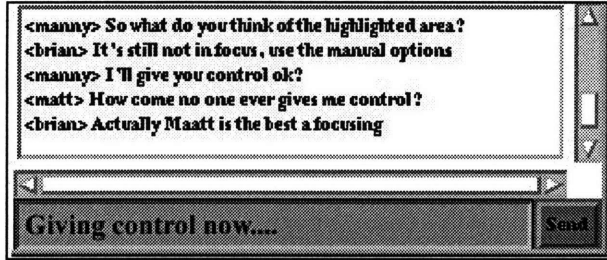 <manny> So what do you think of the highlighted area?
<brian> It's still not in focus, use the manual options
<manny> I'll give you control ok?
<matt> How come no one ever gives me control?
<brian> Actually Maatt is the best a focusing
Giving control now....
Send